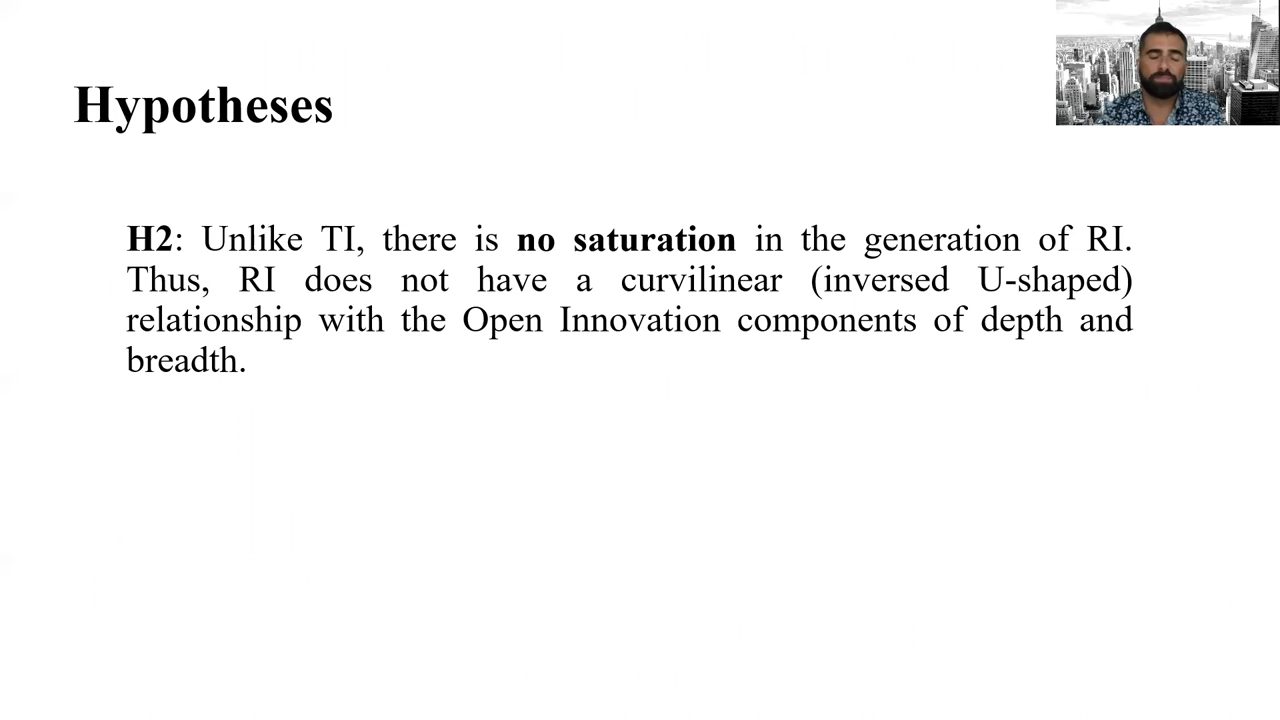 Hypotheses
H2: Unlike TI, there is no saturation in the generation of RI.
Thus, RI does not have a curvilinear (inversed U-shaped)
relationship with the Open Innovation components of depth and
breadth.